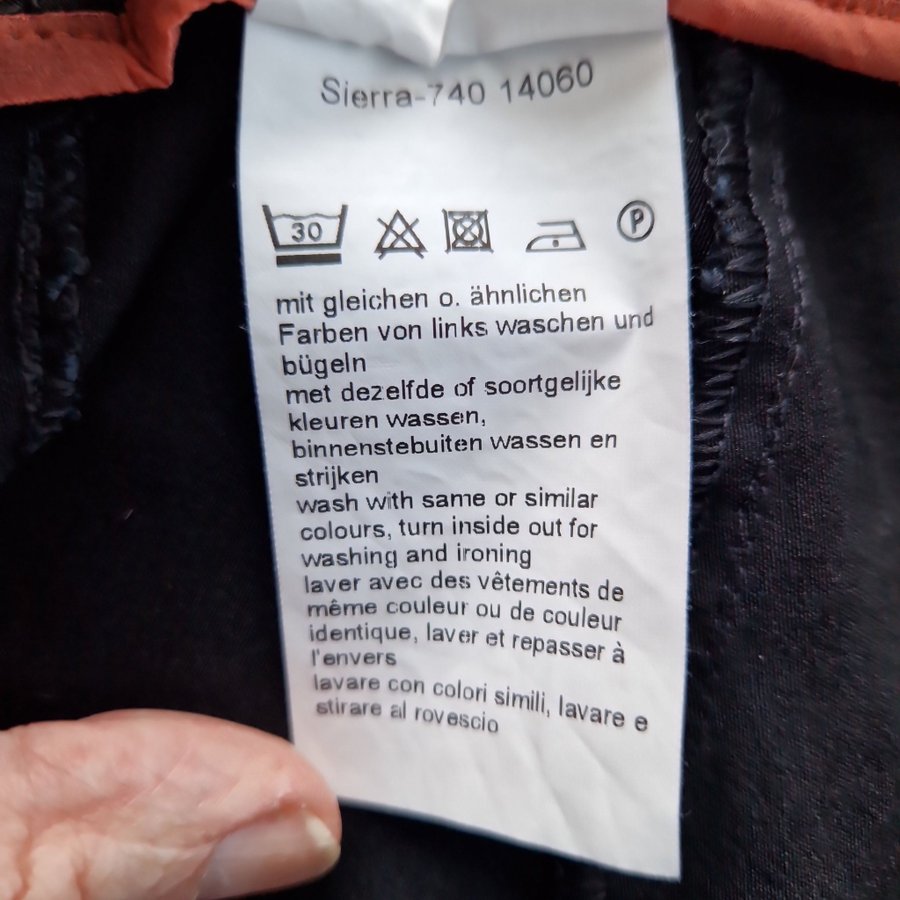 Sierra-740 14060
30 P
mit gleichen o. ähnlichen
Farben von links waschen und
bügeln
met dezelfde of soortgelijke
kleuren wassen,
binnenstebuiten wassen en
strijken
wash with same or similar
colours, turn inside out for
washing and ironing
laver avec des vêtements de
même couleur ou de couleur
identique, laver et repasser à
l'envers
lavare con colori simili, lavare e
stirare al rovescio